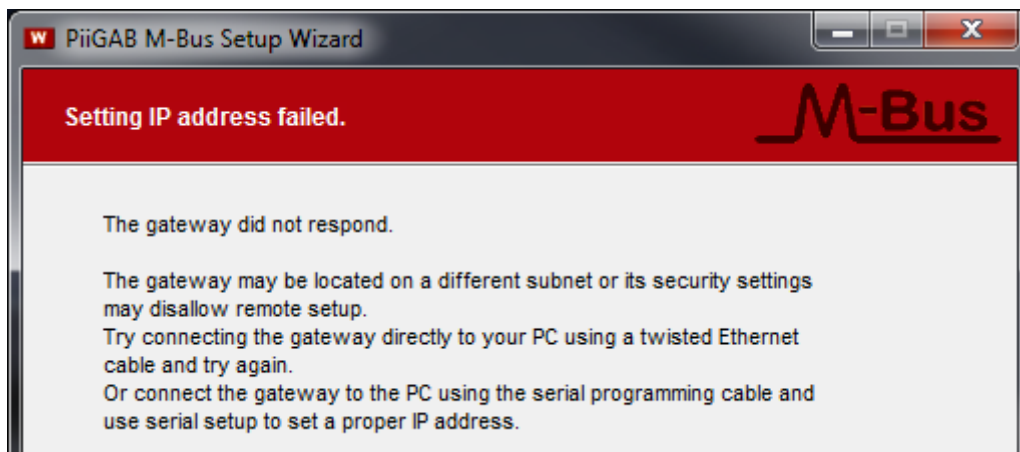 PiiGAB M-Bus Setup Wizard
Setting IP address failed.
M-Bus
The gateway did not respond.
The gateway may be located on a different subnet or its security settings
may disallow remote setup.
Try connecting the gateway directly to your PC using a twisted Ethernet
cable and try again.
Or connect the gateway to the PC using the serial programming cable and
use serial setup to set a proper IP address.